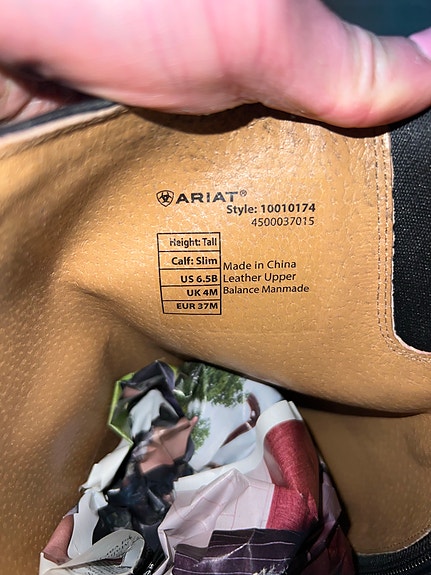 ARIAT®
Style: 10010174
4500037015
Height: Tall
Calf: Slim
US 6.5B
UK 4M
EUR 37M
Made in China
Leather Upper
Balance Manmade